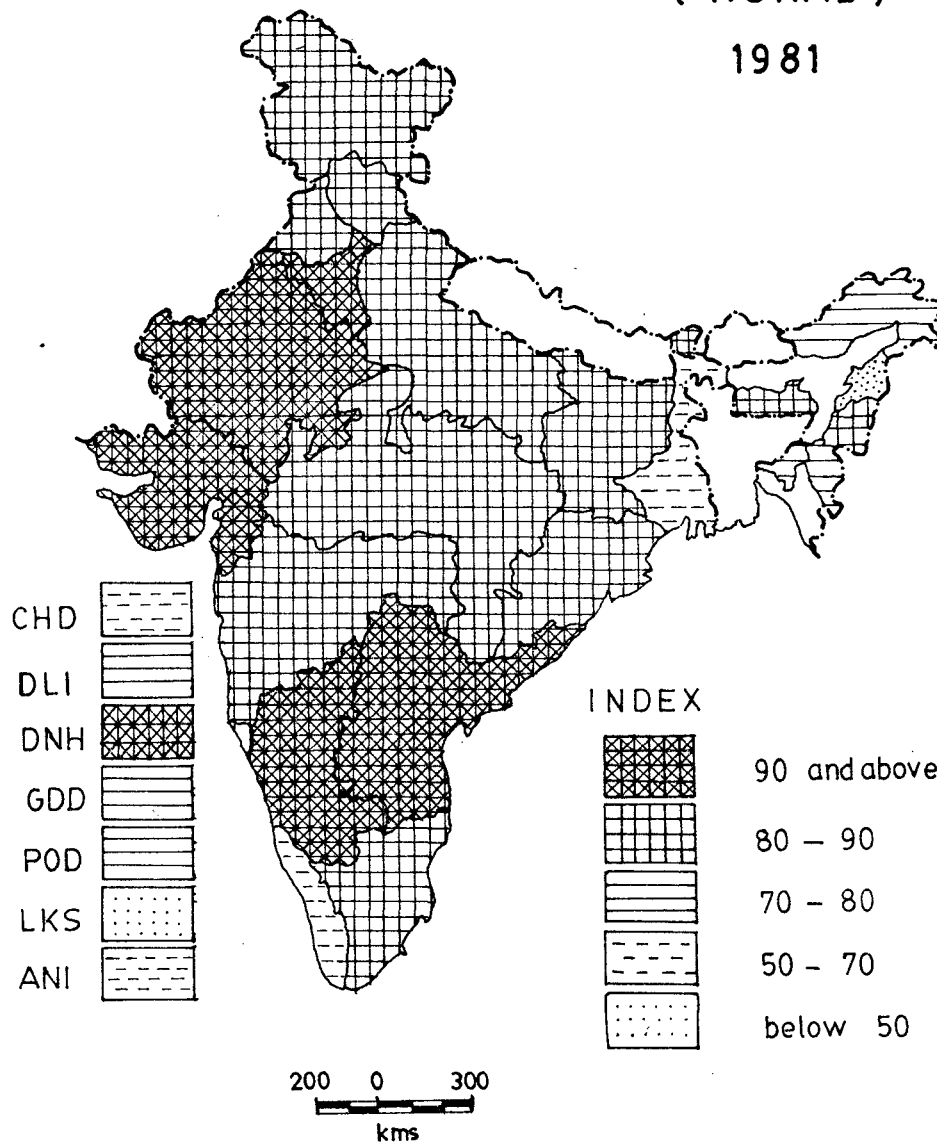 1981
CHD
DLI
DNH
GDD
POD
LKS
ANI
INDEX
90 and above
80 – 90
70 – 80
50 – 70
below 50
200 0 300
kms